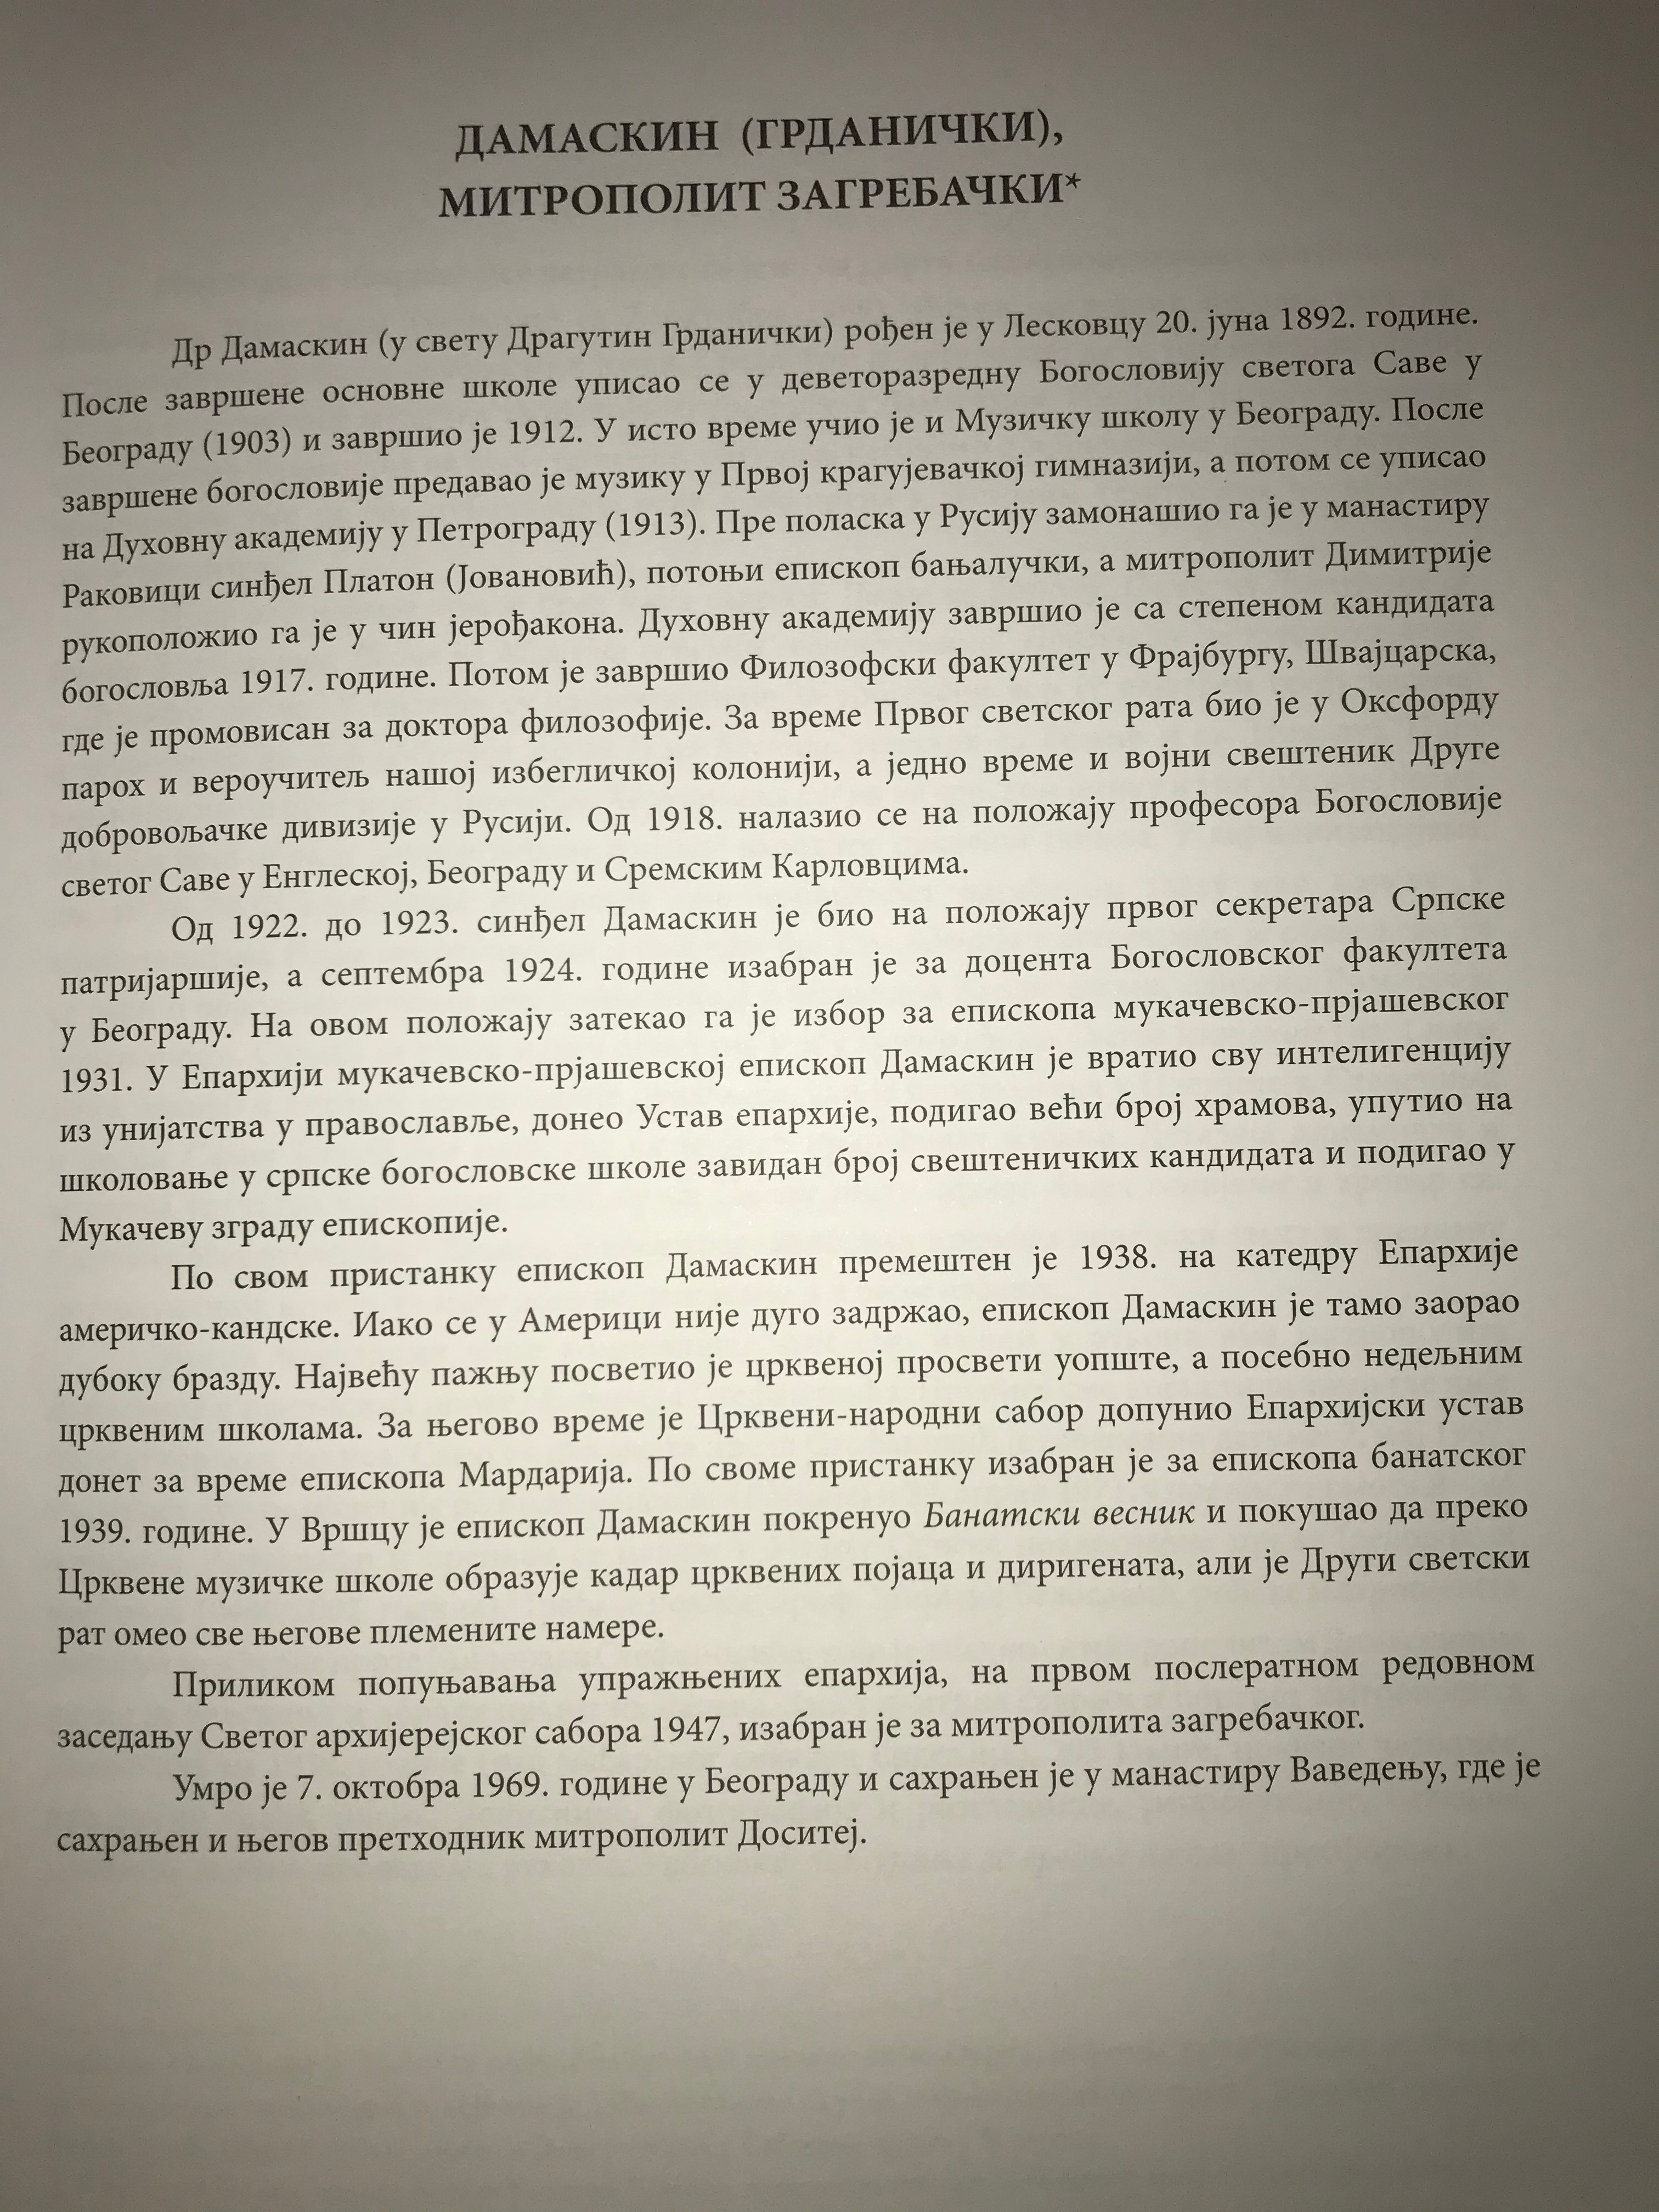 ДАМАСКИН (ГРДАНИЧКИ),
МИТРОПОЛИТ ЗАГРЕБАЧКИ*
Др Дамаскин (у свету Драгутин Грданички) рођен је у Лесковцу 20. јуна 1892. године.
После завршене основне школе уписао се у деветоразредну Богословију светога Саве у
Београду (1903) и завршио је 1912. У исто време учио је и Музичку школу у Београду. После
завршене богословије предавао је музику у Првој крагујевачкој гимназији, а потом се уписао
на Духовну академију у Петрограду (1913). Пре поласка у Русију замонашио га је у манастиру
Раковици синђел Платон (Јовановић), потоњи епископ бањалучки, а митрополит Димитрије
рукоположио га је у чин јерођакона. Духовну академију завршио је са степеном кандидата
богословља 1917. године. Потом је завршио Филозофски факултет у Фрајбургу, Швајцарска,
где је промовисан за доктора филозофије. За време Првог светског рата био је у Оксфорду
парох и вероучитељ нашој избегличкој колонији, а једно време и војни свештеник Друге
добровољачке дивизије у Русији. Од 1918. налазио се на положају професора Богословије
светог Саве у Енглеској, Београду и Сремским Карловцима.
Од 1922. до 1923. синђел Дамаскин је био на положају првог секретара Српске
патријаршије, а септембра 1924. године изабран је за доцента Богословског факултета
у Београду. На овом положају затекао га је избор за епископа мукачевско-прјашевског
1931. У Епархији мукачевско-прјашевској епископ Дамаскин је вратио сву интелигенцију
из унијатства у православље, донео Устав епархије, подигао већи број храмова, упутио на
школовање у српске богословске школе завидан број свештеничких кандидата и подигао у
Мукачеву зграду епископије.
По свом пристанку епископ Дамаскин премештен је 1938. на катедру Епархије
америчко-кандске. Иако се у Америци није дуго задржао, епископ Дамаскин је тамо заорао
дубоку бразду. Највећу пажњу посветио је црквеној просвети уопште, а посебно недељним
црквеним школама. За његово време је Црквени-народни сабор допунио Епархијски устав
донет за време епископа Мардарија. По своме пристанку изабран је за епископа банатског
1939. године. У Вршцу је епископ Дамаскин покренуо Банатски весник и покушао да преко
Црквене музичке школе образује кадар црквених појаца и диригената, али је Други светски
рат омео све његове племените намере.
Приликом попуњавања упражњених епархија, на првом послератном редовном
заседању Светог архијерејског сабора 1947, изабран је за митрополита загребачког.
Умро је 7. октобра 1969. године у Београду и сахрањен је у манастиру Ваведењу, где је
сахрањен и његов претходник митрополит Доситеј.